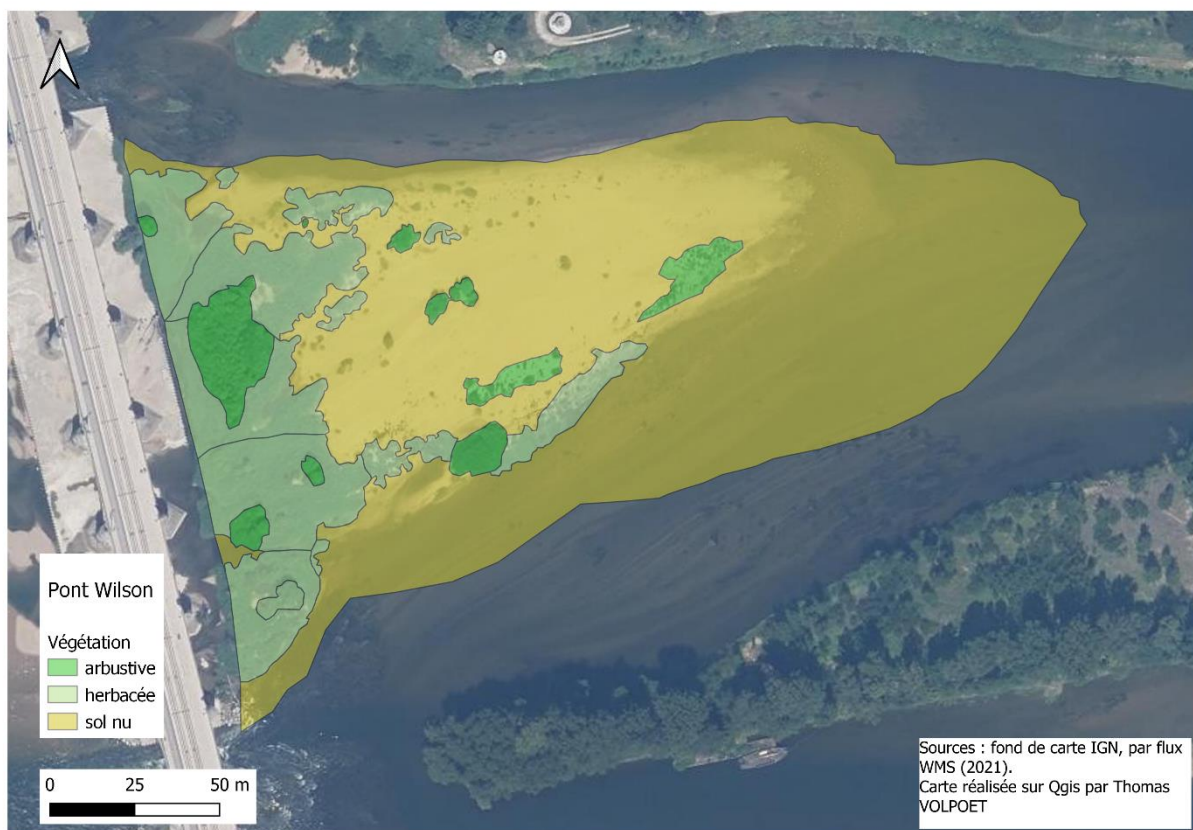 Pont Wilson
Végétation
arbustive
herbacée
sol nu
0 25 50 m
Sources : fond de carte IGN, par flux
WMS (2021).
Carte réalisée sur Qgis par Thomas
VOLPOET